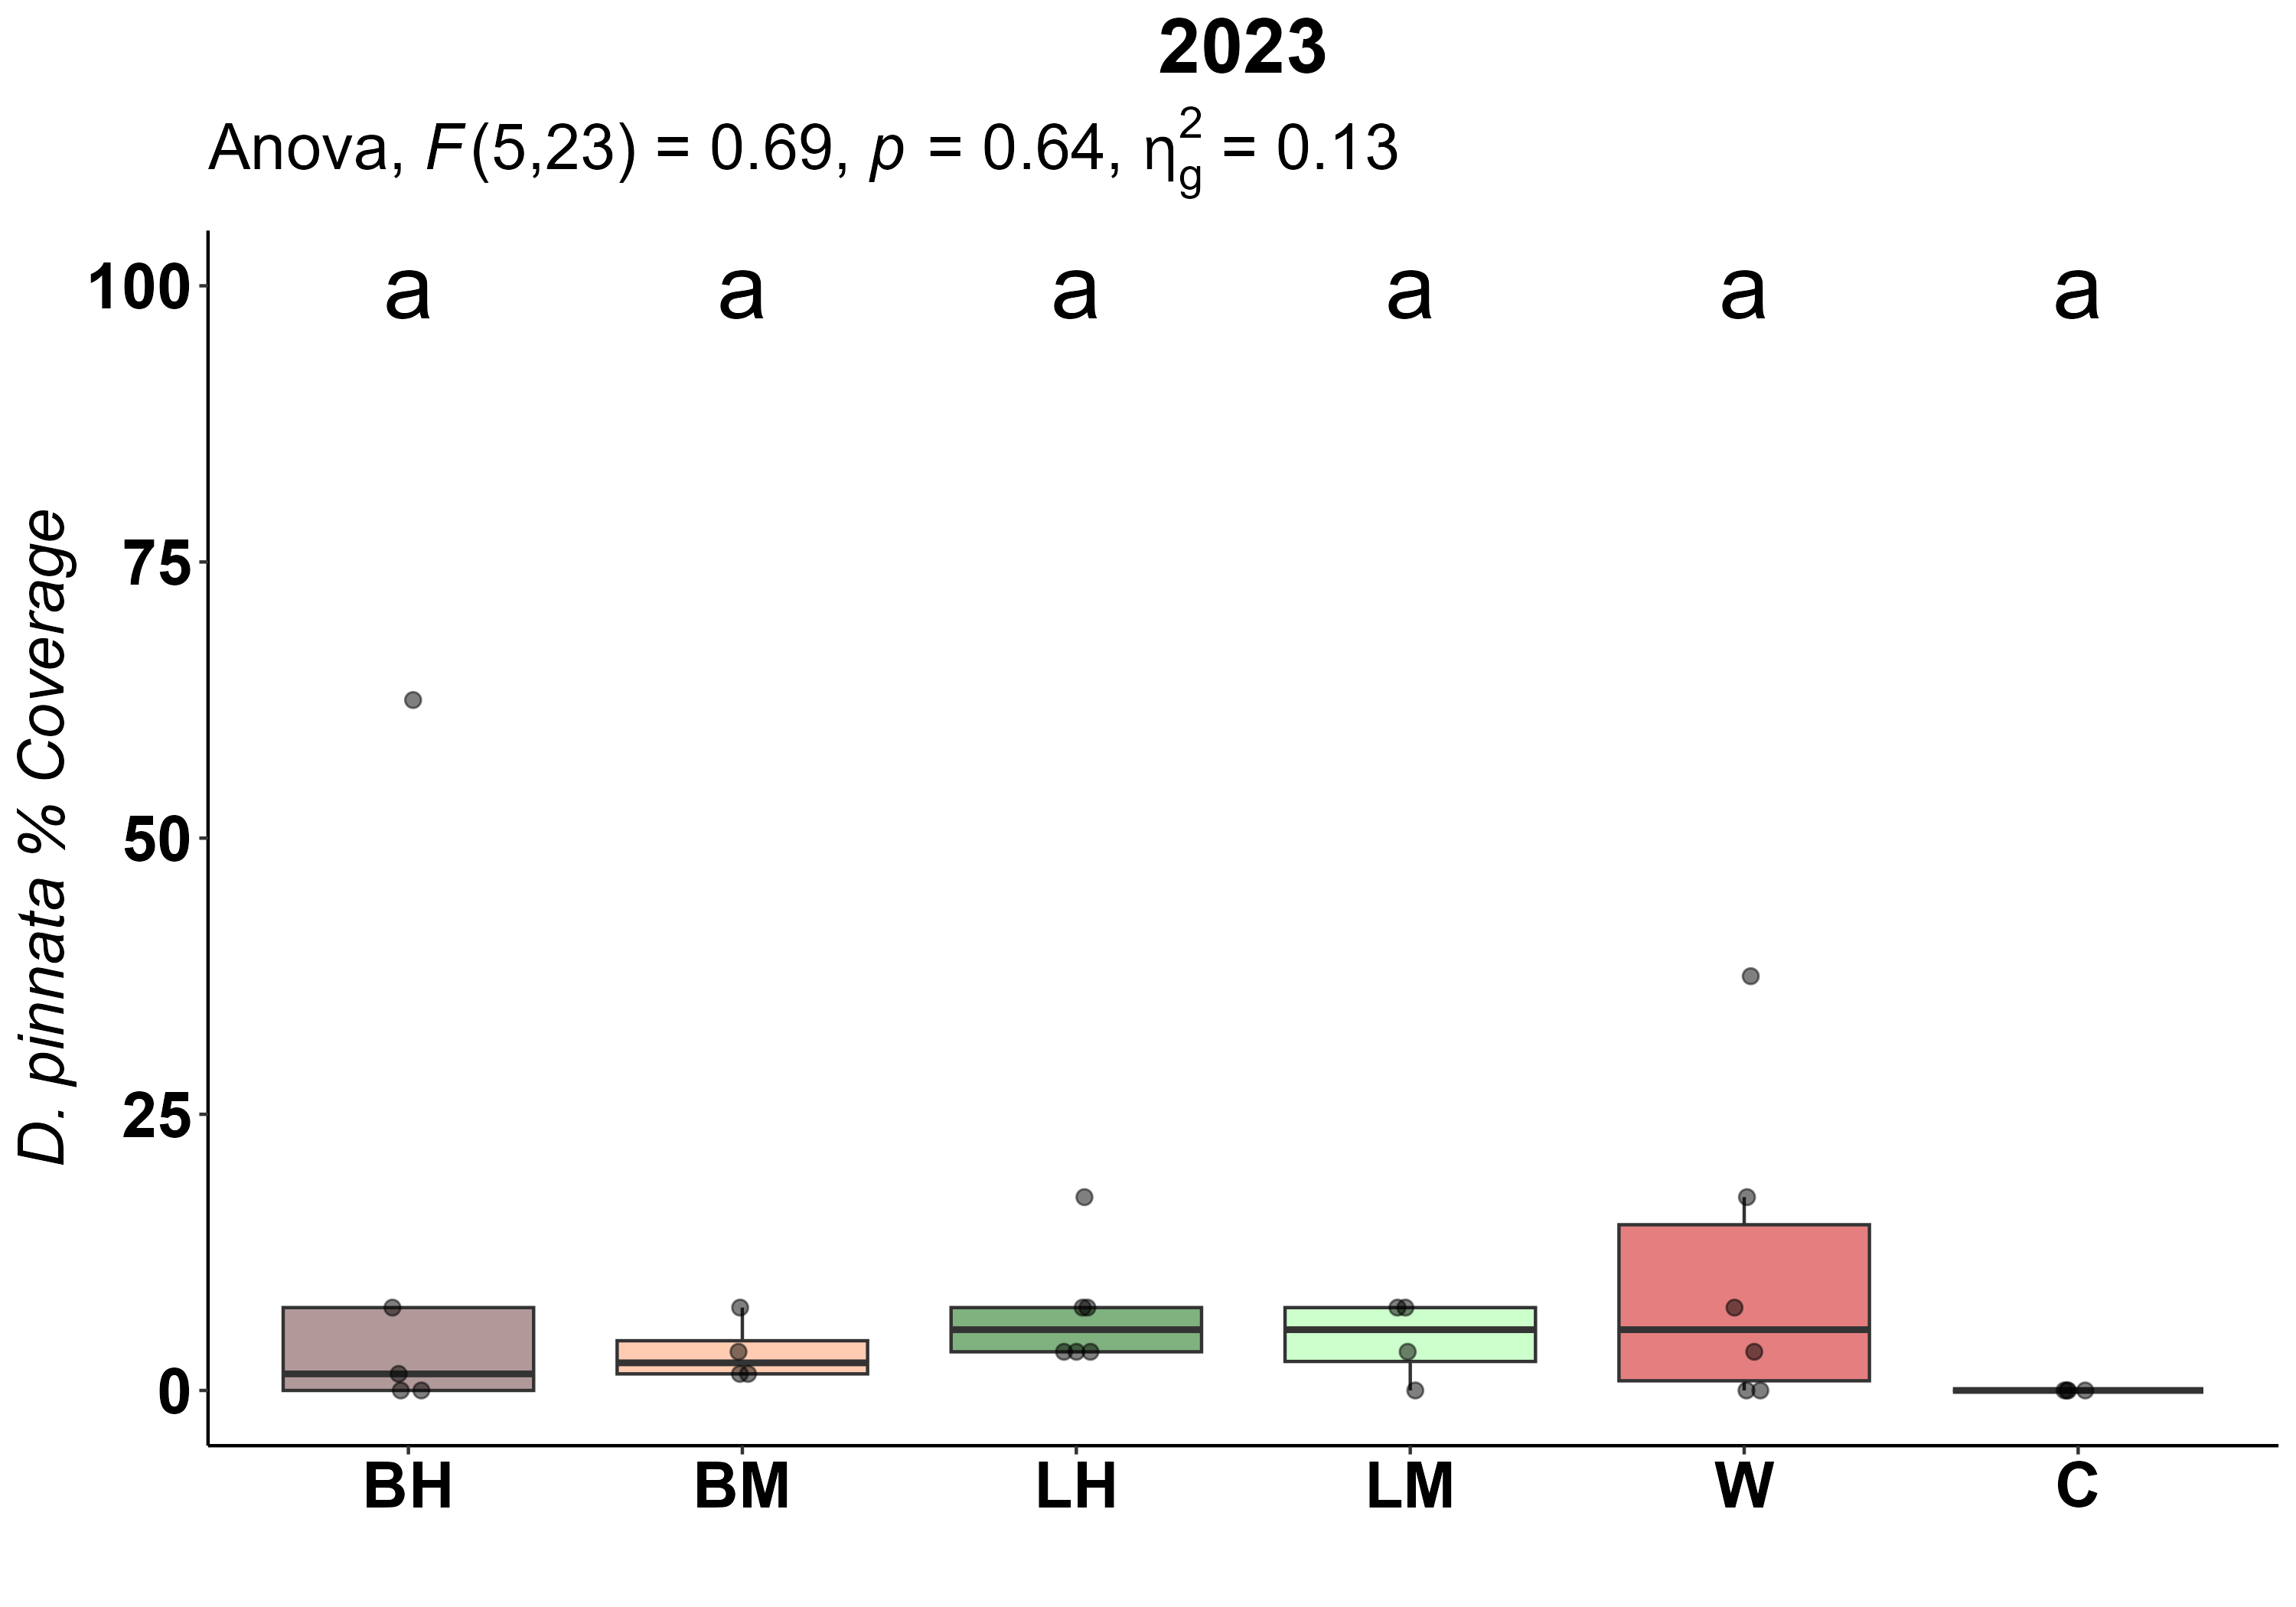 2023
Anova, F(5,23) = 0.69, p = 0.64, η²g = 0.13
100
a a a a a a
75
50
25
0
D. pinnata % Coverage
BH BM LH LM W C